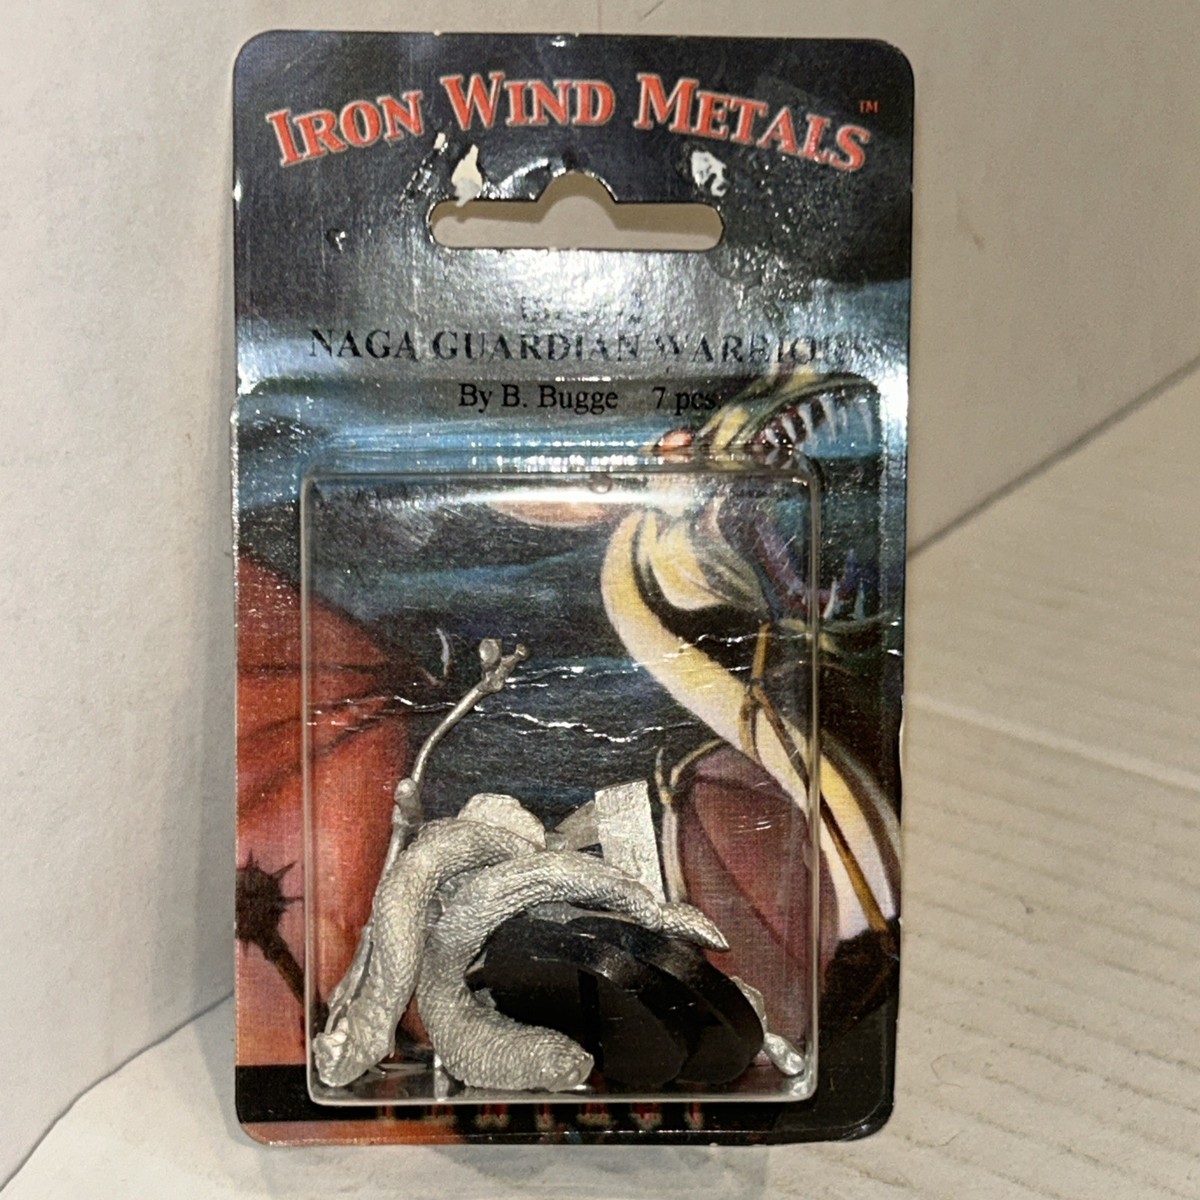 IRON WIND METALS™
NAGA GUARDIAN WARRIORS
By B. Bugge 7 pcs